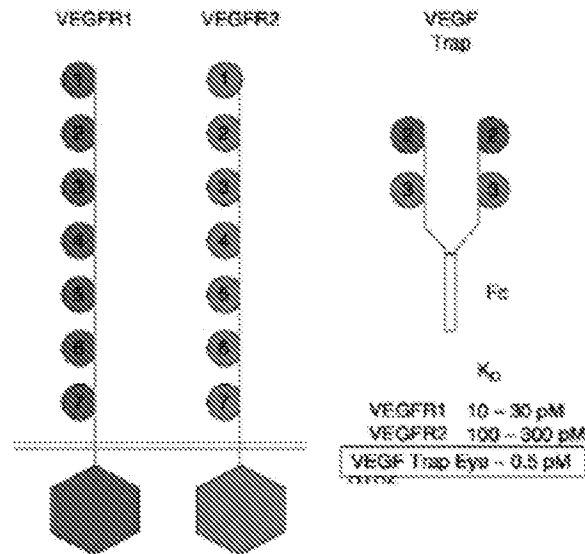 VEGFR1 VEGFR2 VEGF
Trap
1 1
2 2 2 2
3 3 3 3
4 4
5 5
6 6
7 7
Fc
K_D
VEGFR1 10 – 30 pM
VEGFR2 100 – 300 pM
VEGF Trap Eye ~ 0.5 pM